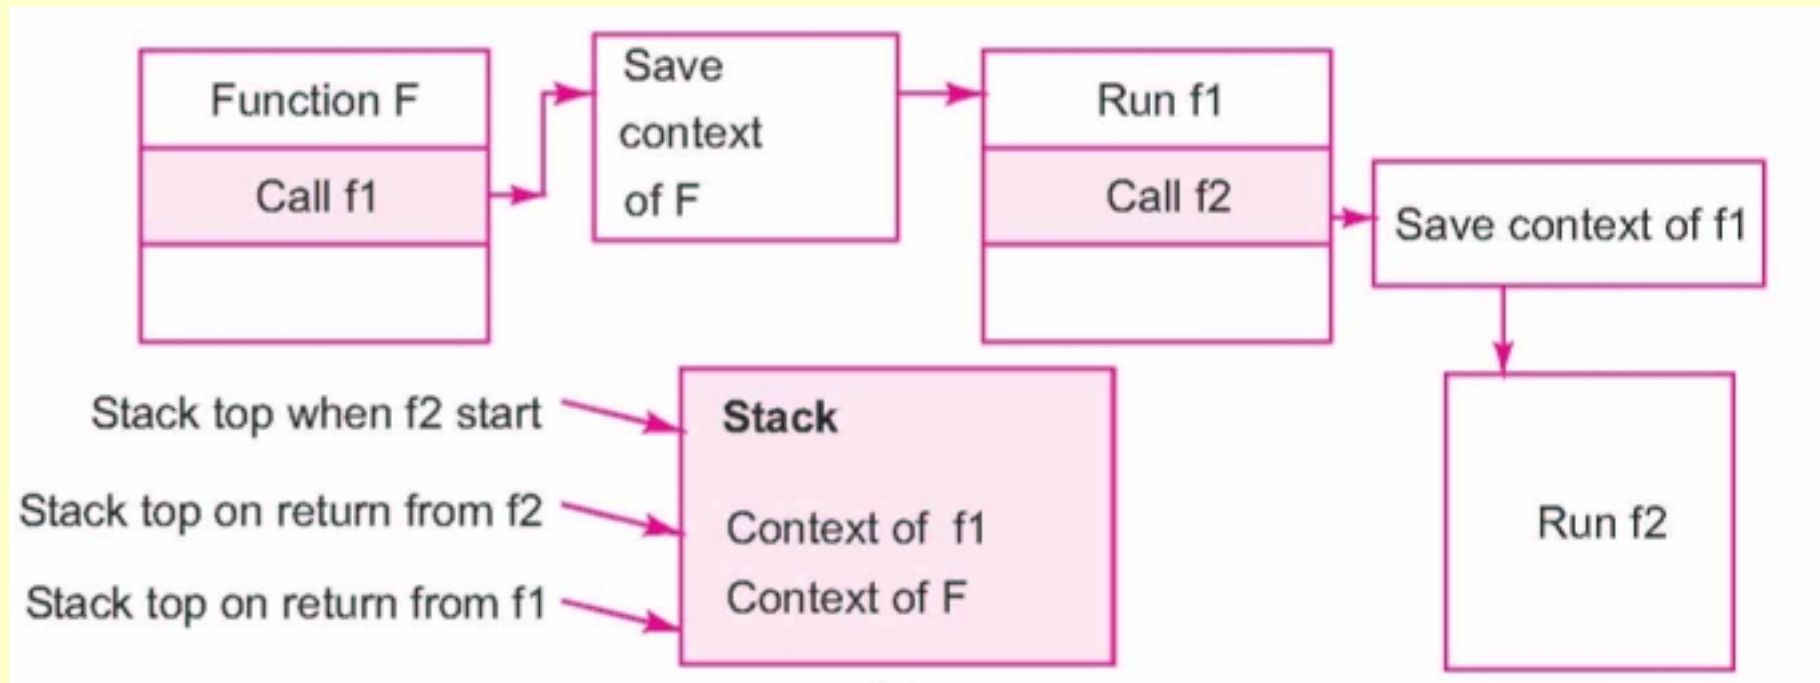 Function F
Call f1
Save
context
of F
Run f1
Call f2
Save context of f1
Run f2
Stack top when f2 start
Stack top on return from f2
Stack top on return from f1
Stack
Context of f1
Context of F